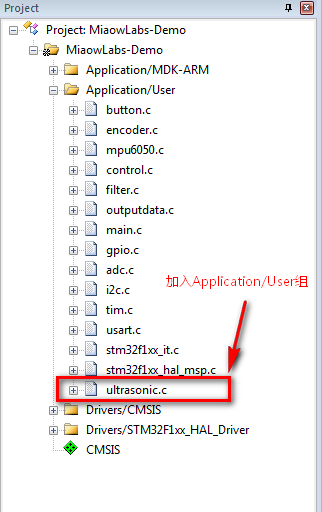 Project
Project: MiaowLabs-Demo
MiaowLabs-Demo
Application/MDK-ARM
Application/User
button.c
encoder.c
mpu6050.c
control.c
filter.c
outputdata.c
main.c
gpio.c
adc.c
加入Application/User组
i2c.c
tim.c
usart.c
stm32f1xx_it.c
stm32f1xx_hal_msp.c
ultrasonic.c
Drivers/CMSIS
Drivers/STM32F1xx_HAL_Driver
CMSIS